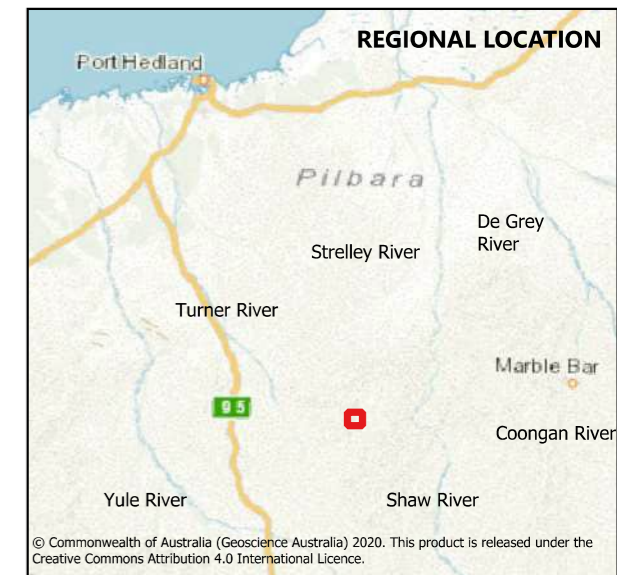 REGIONAL LOCATION
Port Hedland
Pilbara
De Grey
River
Strelley River
Turner River
Marble Bar
95
Coongan River
Yule River
Shaw River
© Commonwealth of Australia (Geoscience Australia) 2020. This product is released under the
Creative Commons Attribution 4.0 International Licence.